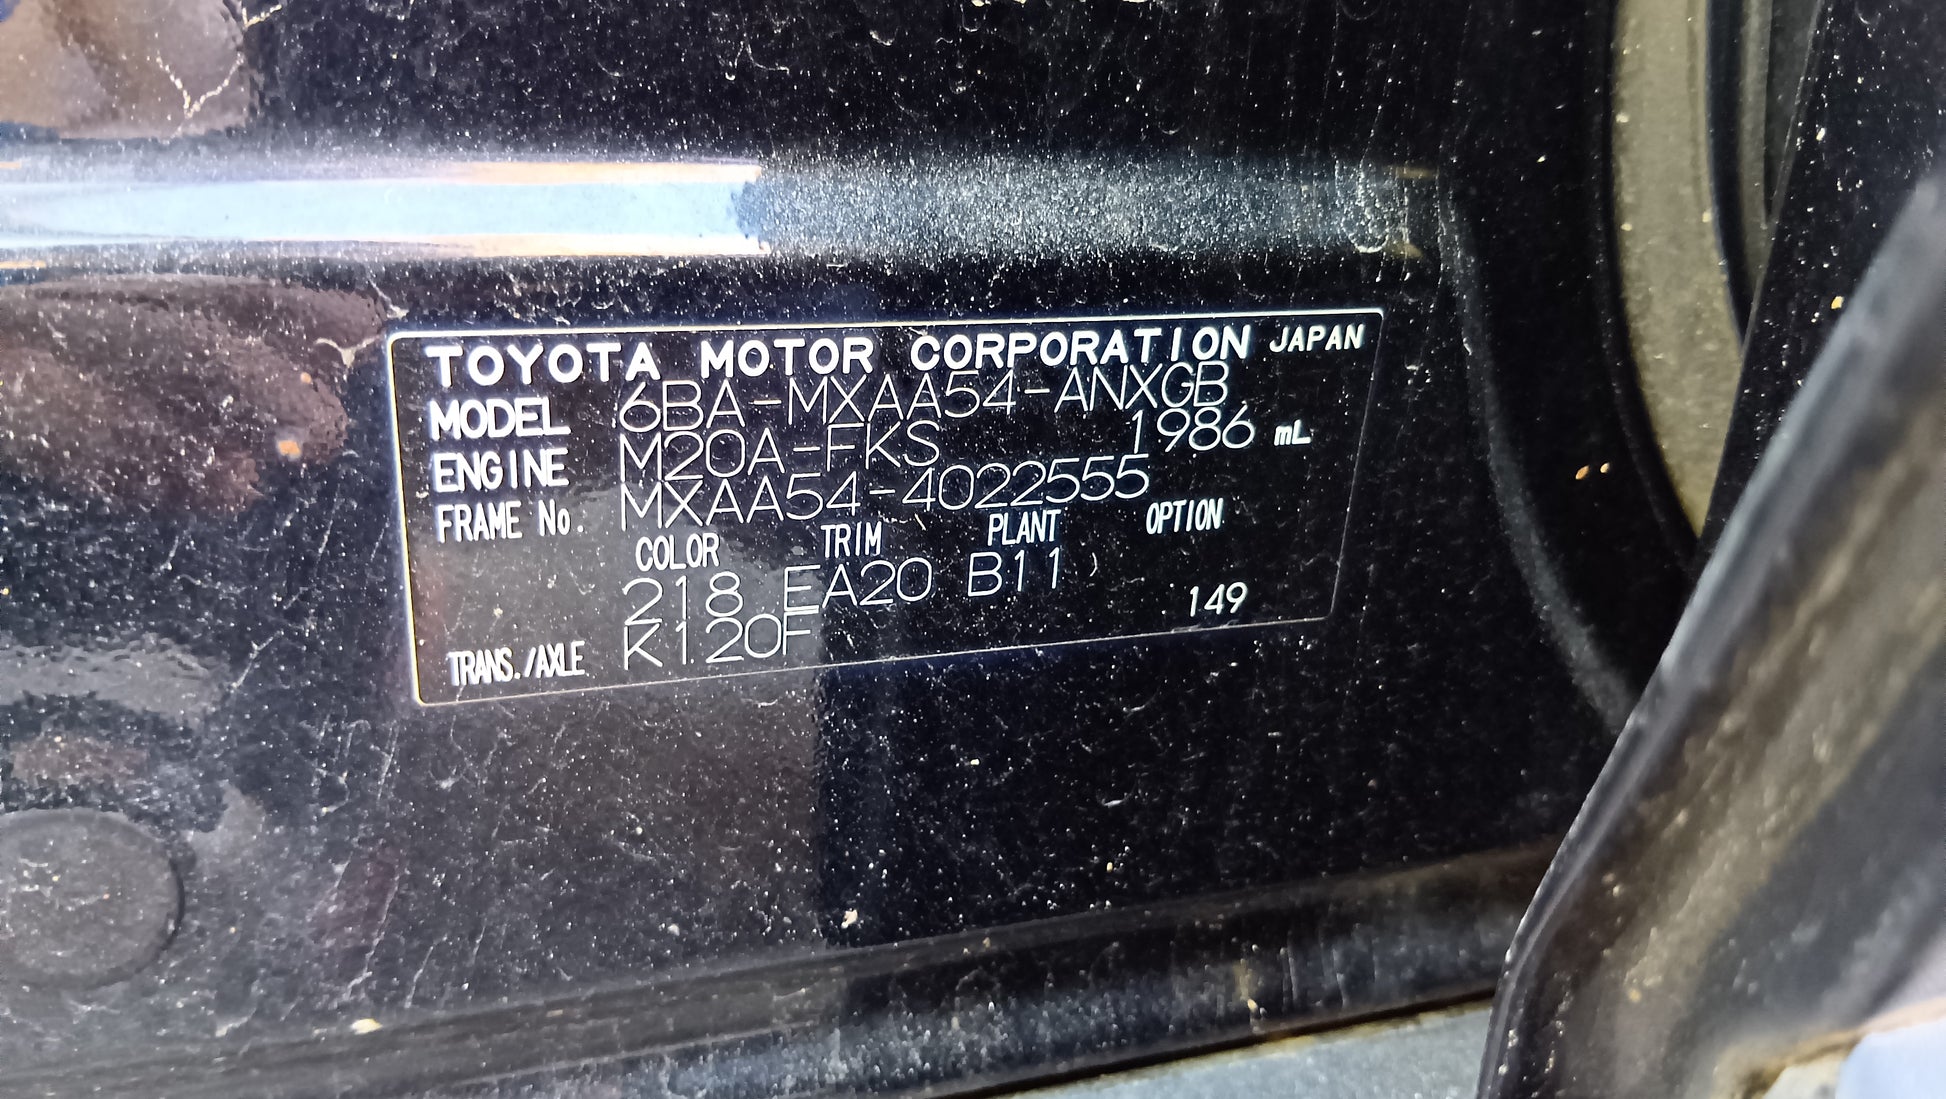 TOYOTA MOTOR CORPORATION JAPAN
MODEL 6BA-MXAA54-ANXGB
ENGINE M20A-FKS 1986 mL
FRAME No. MXAA54-4022555
COLOR TRIM PLANT OPTION
218 EA20 B11
TRANS./AXLE K120F 149